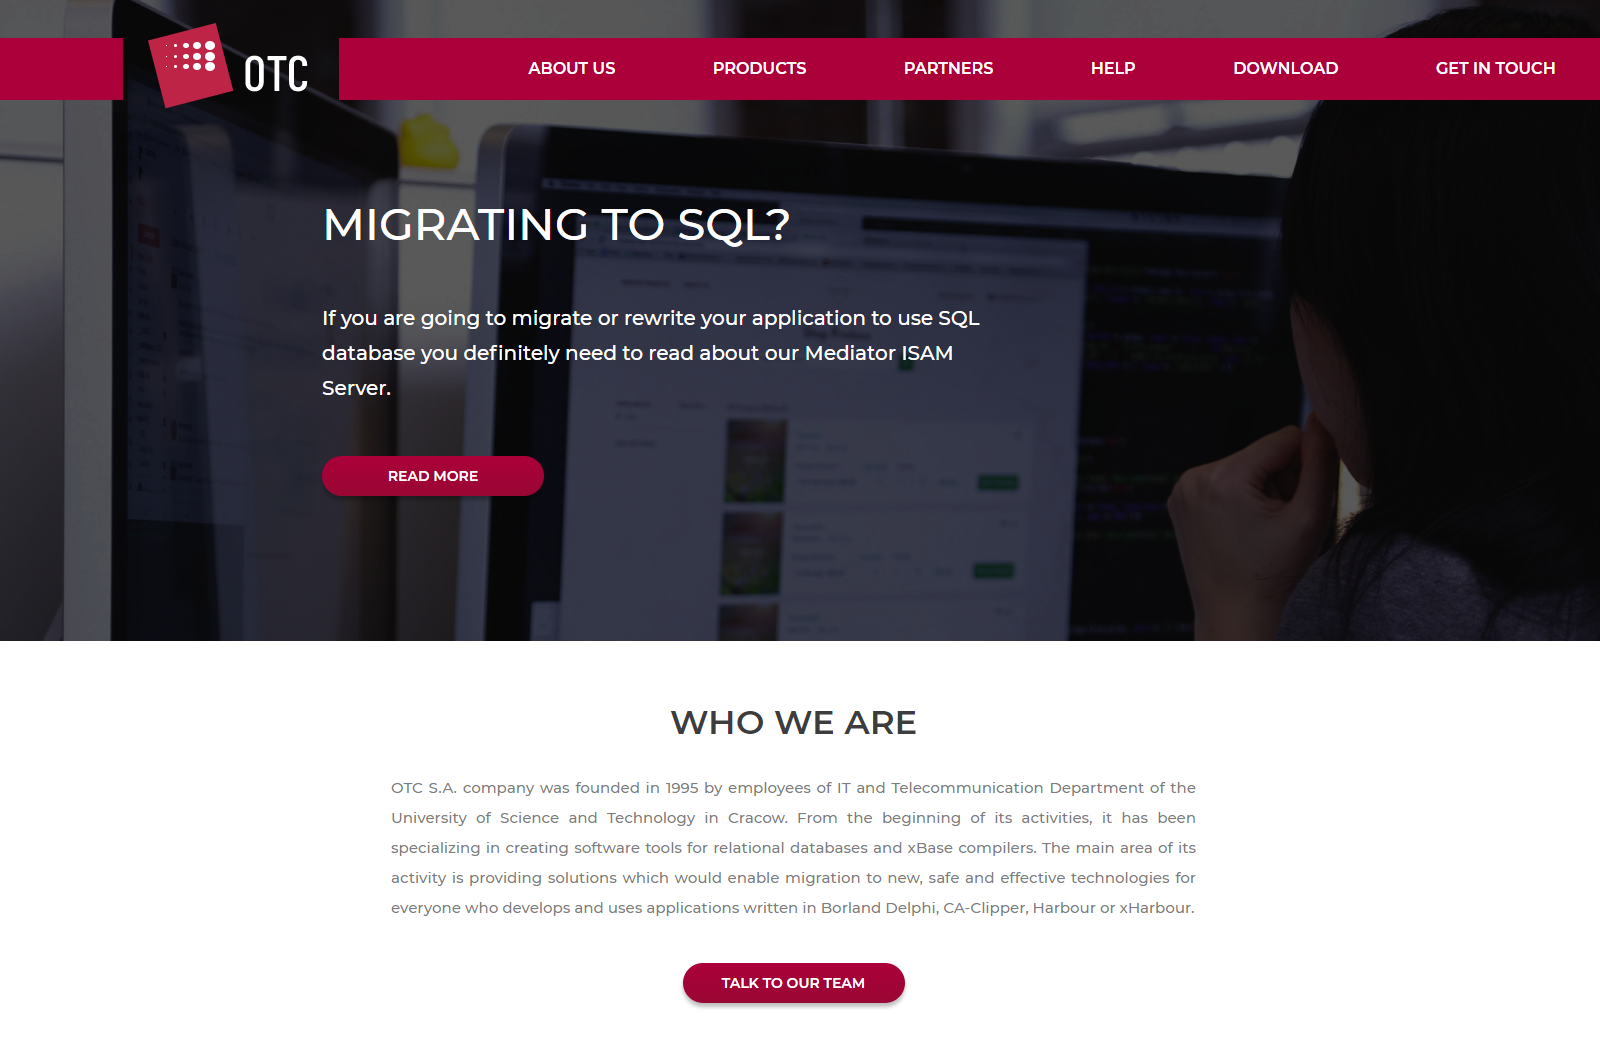 OTC
ABOUT US
PRODUCTS
PARTNERS
HELP
DOWNLOAD
GET IN TOUCH
MIGRATING TO SQL?
If you are going to migrate or rewrite your application to use SQL
database you definitely need to read about our Mediator ISAM
Server.
READ MORE
WHO WE ARE
OTC S.A. company was founded in 1995 by employees of IT and Telecommunication Department of the
University of Science and Technology in Cracow. From the beginning of its activities, it has been
specializing in creating software tools for relational databases and xBase compilers. The main area of its
activity is providing solutions which would enable migration to new, safe and effective technologies for
everyone who develops and uses applications written in Borland Delphi, CA-Clipper, Harbour or xHarbour.
TALK TO OUR TEAM